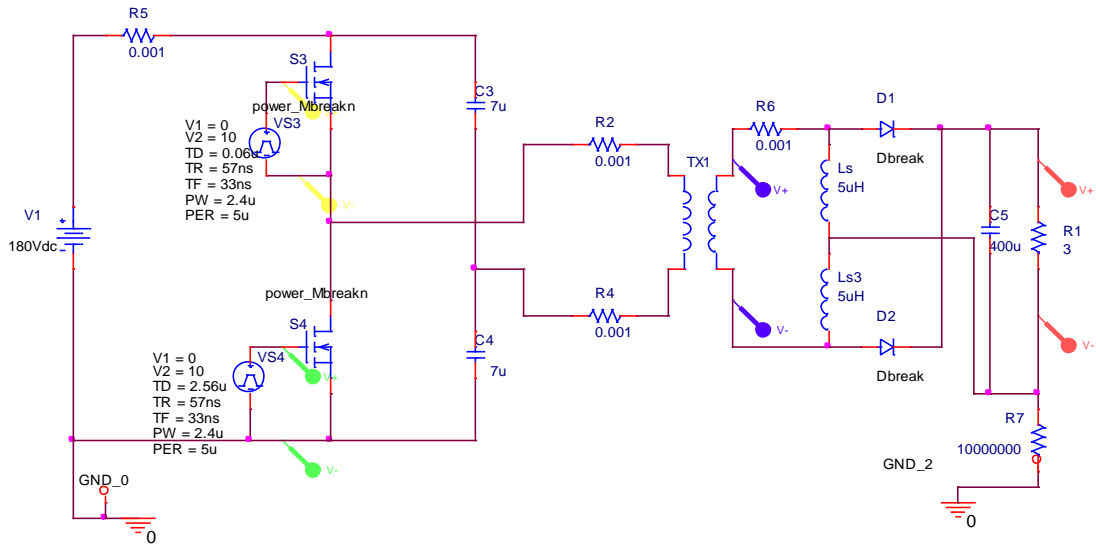 R5
0.001
S3
power_Mbreakn
VS3
V1 = 0
V2 = 10
TD = 0.06u
TR = 57ns
TF = 33ns
PW = 2.4u
PER = 5u
V-
C3
7u
V1
180Vdc
+
-
R2
0.001
TX1
R4
0.001
R6
0.001
V+
V-
D1
Dbreak
Ls
5uH
Ls3
5uH
D2
Dbreak
C5
400u
R1
3
V+
V-
power_Mbreakn
S4
VS4
V1 = 0
V2 = 10
TD = 2.56u
TR = 57ns
TF = 33ns
PW = 2.4u
PER = 5u
V+
V-
C4
7u
R7
10000000
GND_0
0
GND_2
0